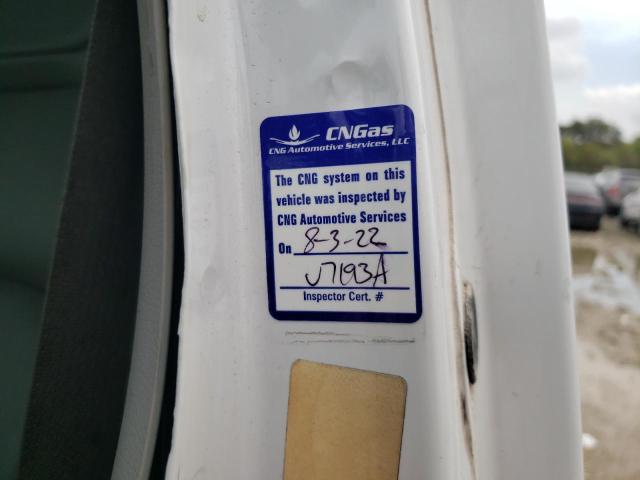 CNGas
CNG Automotive Services, LLC
The CNG system on this
vehicle was inspected by
CNG Automotive Services
On 8-3-22
J7193A
Inspector Cert. #